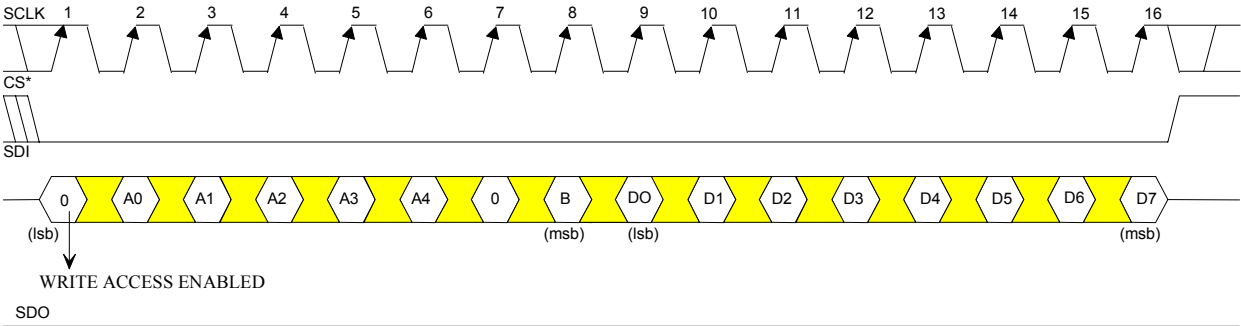 SCLK 1 2 3 4 5 6 7 8 9 10 11 12 13 14 15 16
CS*
SDI
0 A0 A1 A2 A3 A4 0 B DO D1 D2 D3 D4 D5 D6 D7
(lsb) (msb) (lsb) (msb)
WRITE ACCESS ENABLED
SDO